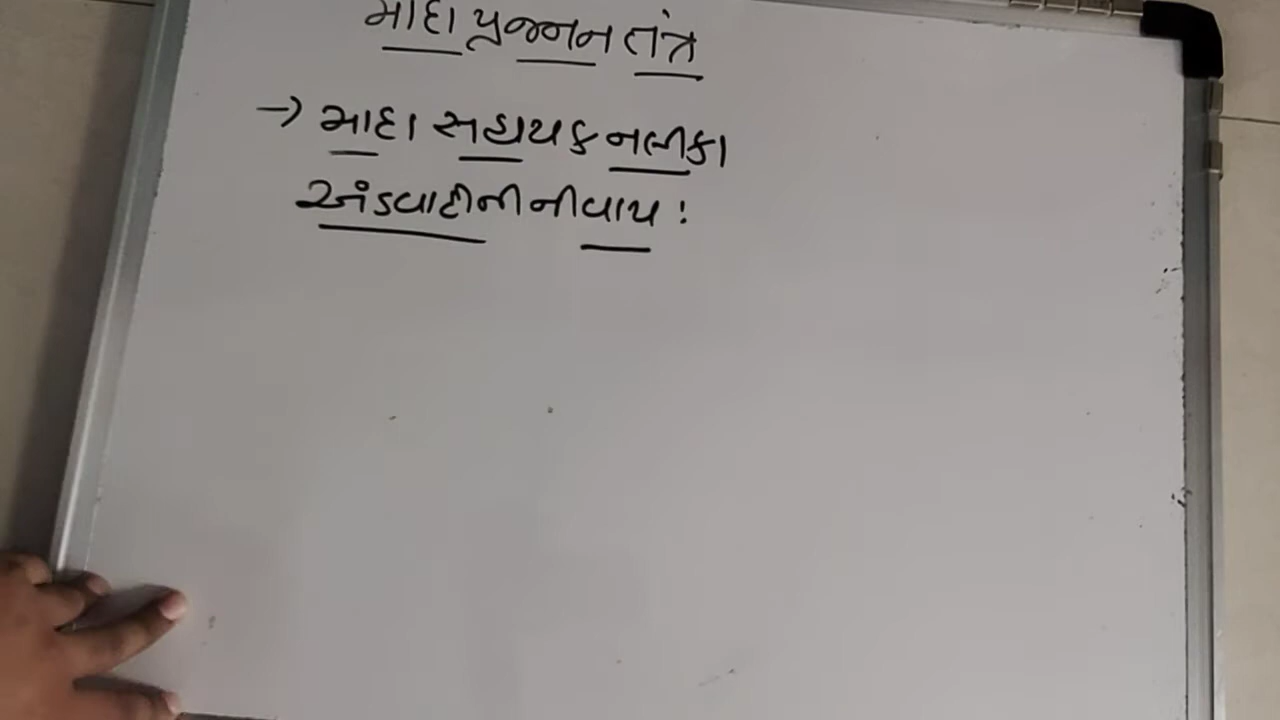 માદા પ્રજનન તંત્ર
→ માદા સહાયક નલીકા
અંડવાહીની નીવાય :